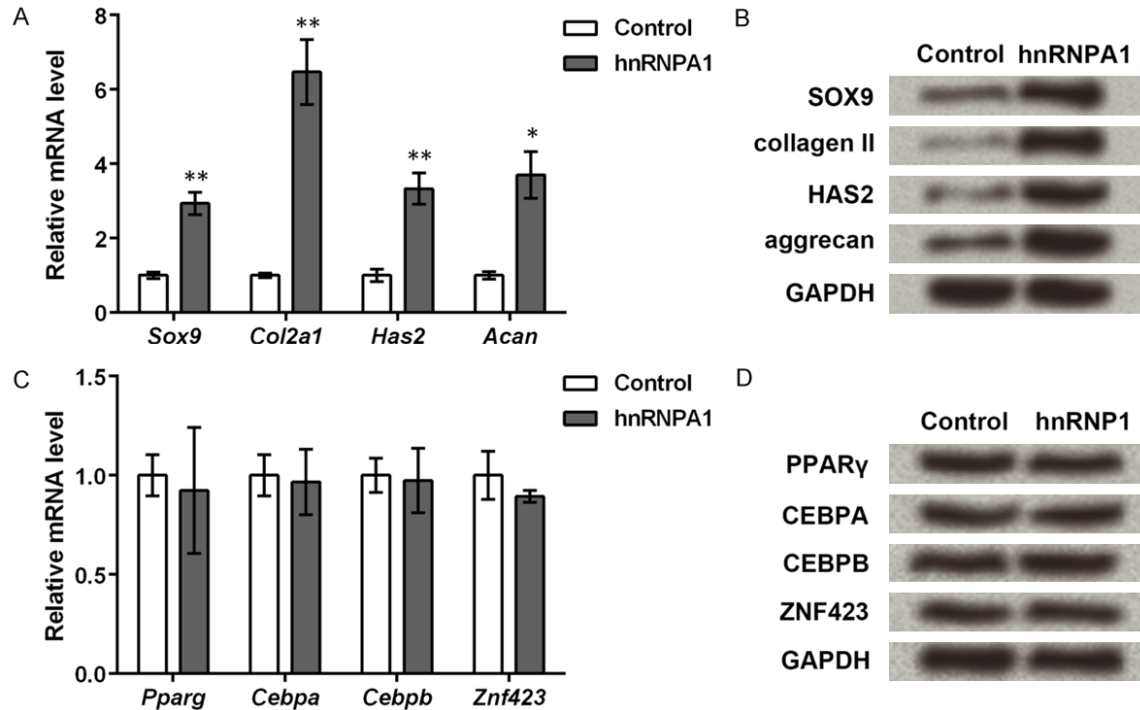 A
Relative mRNA level
8
6
4
2
0
**
**
**
*
Control
hnRNPA1
Sox9 Col2a1 Has2 Acan
B
Control hnRNPA1
SOX9
collagen II
HAS2
aggrecan
GAPDH
C
Relative mRNA level
1.5
1.0
0.5
0.0
Control
hnRNPA1
Pparg Cebpa Cebpb Znf423
D
Control hnRNP1
PPARγ
CEBPA
CEBPB
ZNF423
GAPDH